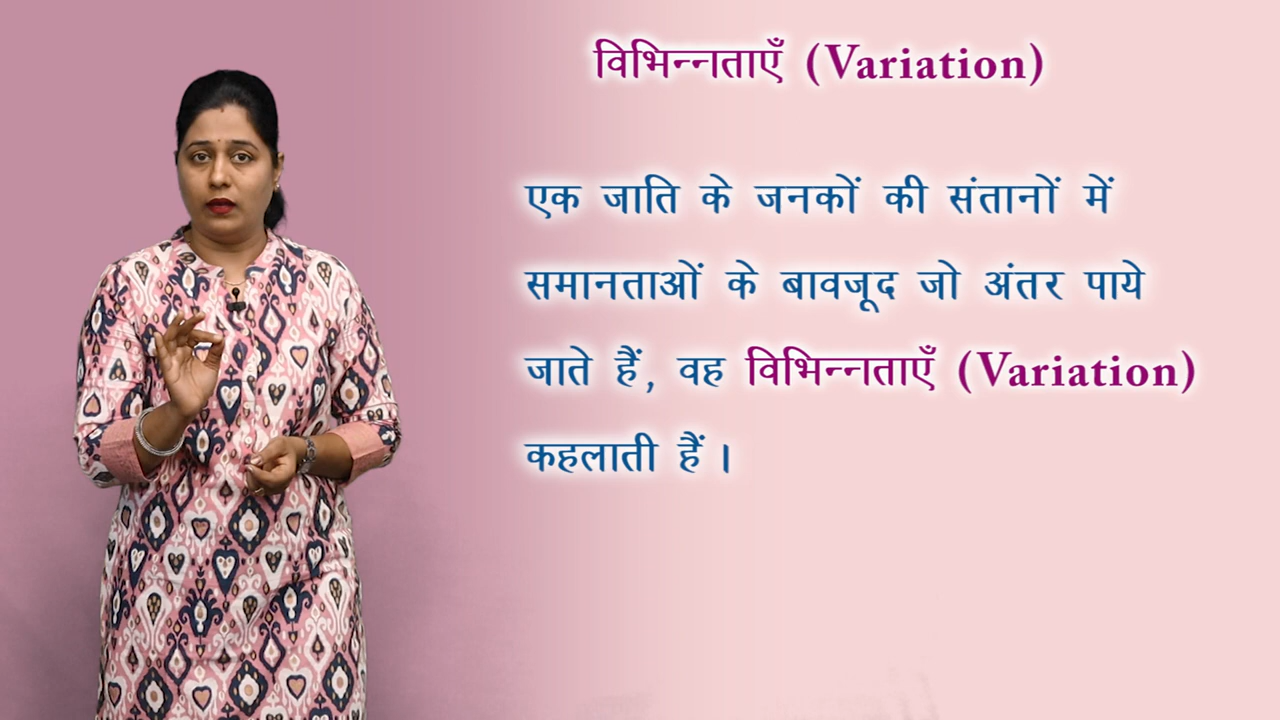 विभिन्नताएँ (Variation)
एक जाति के जनकों की संतानों में
समानताओं के बावजूद जो अंतर पाये
जाते हैं, वह विभिन्नताएँ (Variation)
कहलाती हैं।